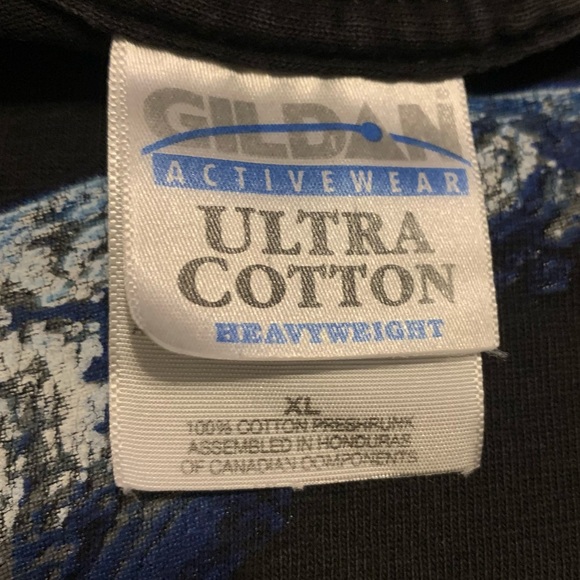 GILDAN
ACTIVEWEAR
ULTRA
COTTON
HEAVYWEIGHT
XL
100% COTTON PRESHRUNK
ASSEMBLED IN HONDURAS
OF CANADIAN COMPONENTS